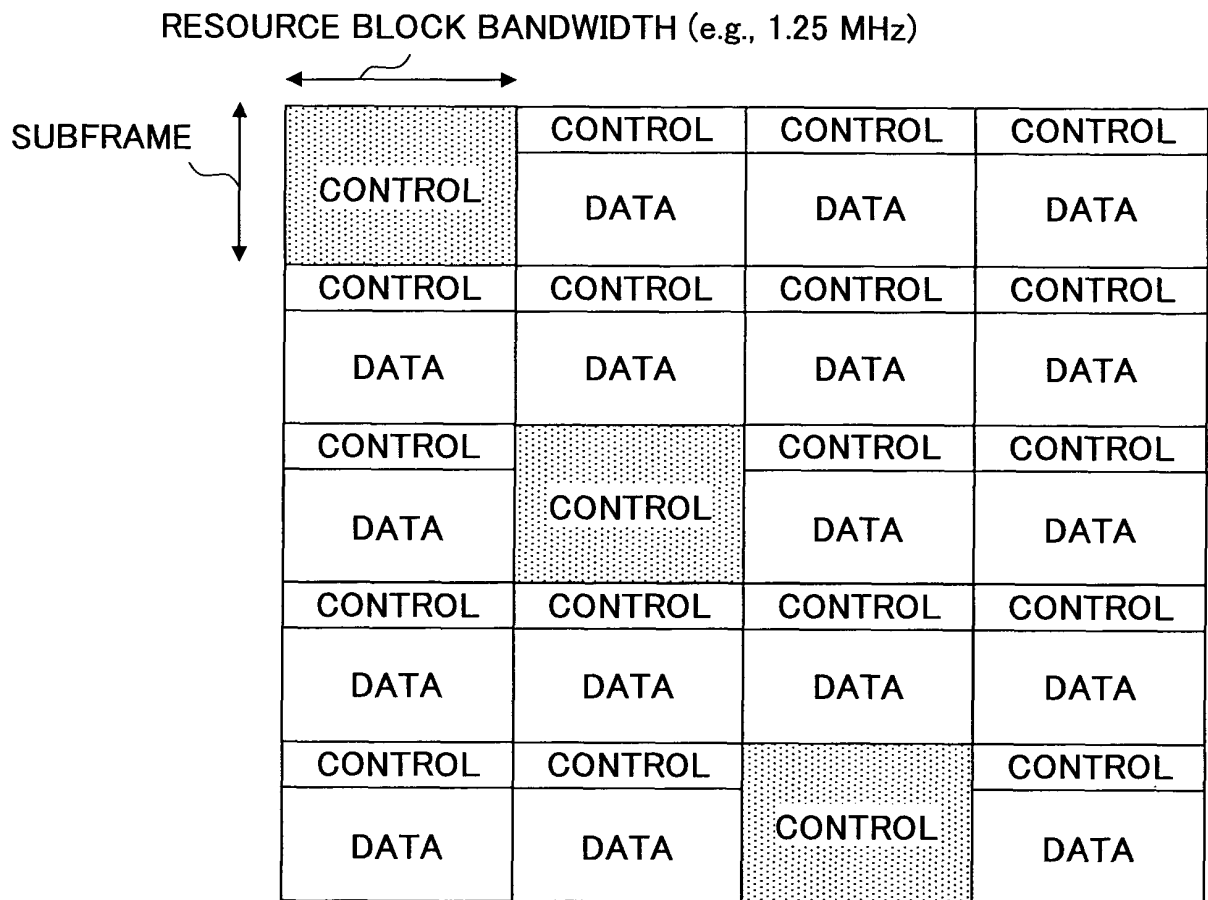 RESOURCE BLOCK BANDWIDTH (e.g., 1.25 MHz)
SUBFRAME
CONTROL CONTROL CONTROL
CONTROL DATA DATA DATA
CONTROL CONTROL CONTROL CONTROL
DATA DATA DATA DATA
CONTROL CONTROL CONTROL
DATA CONTROL DATA DATA
CONTROL CONTROL CONTROL CONTROL
DATA DATA DATA DATA
CONTROL CONTROL CONTROL
DATA DATA CONTROL DATA